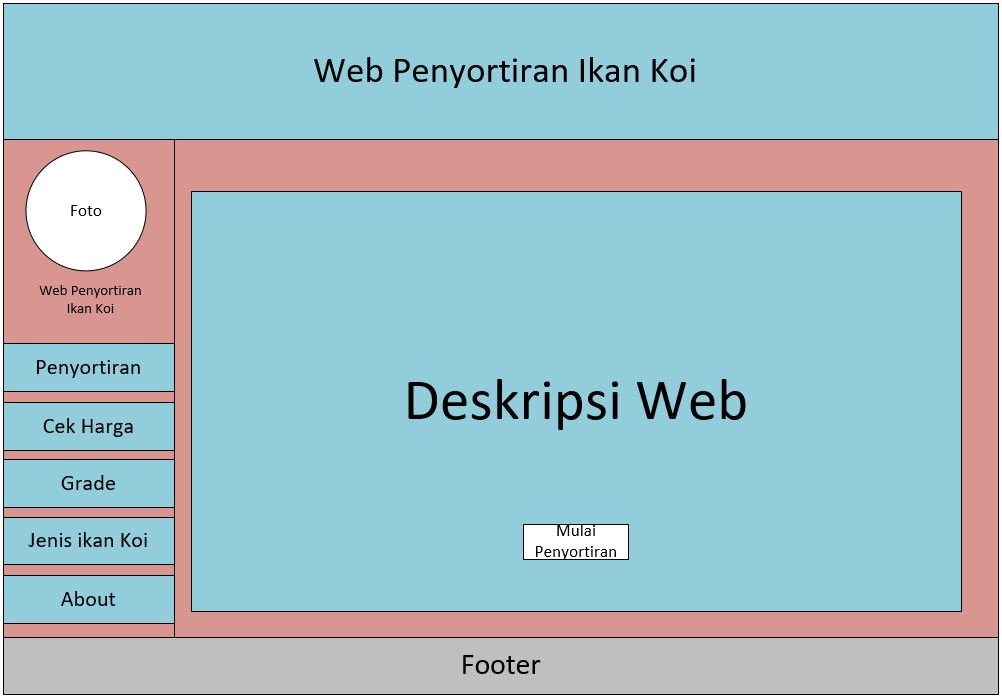 Web Penyortiran Ikan Koi
Foto
Web Penyortiran
Ikan Koi
Penyortiran
Cek Harga
Grade
Jenis ikan Koi
About
Deskripsi Web
Mulai
Penyortiran
Footer